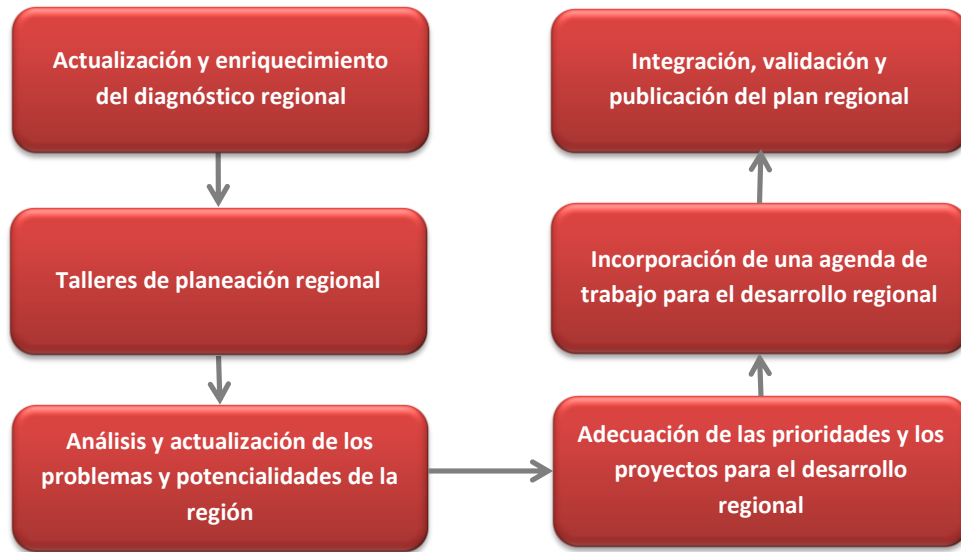 Actualización y enriquecimiento
del diagnóstico regional
Talleres de planeación regional
Análisis y actualización de los
problemas y potencialidades de la
región
Adecuación de las prioridades y los
proyectos para el desarrollo
regional
Incorporación de una agenda de
trabajo para el desarrollo regional
Integración, validación y
publicación del plan regional